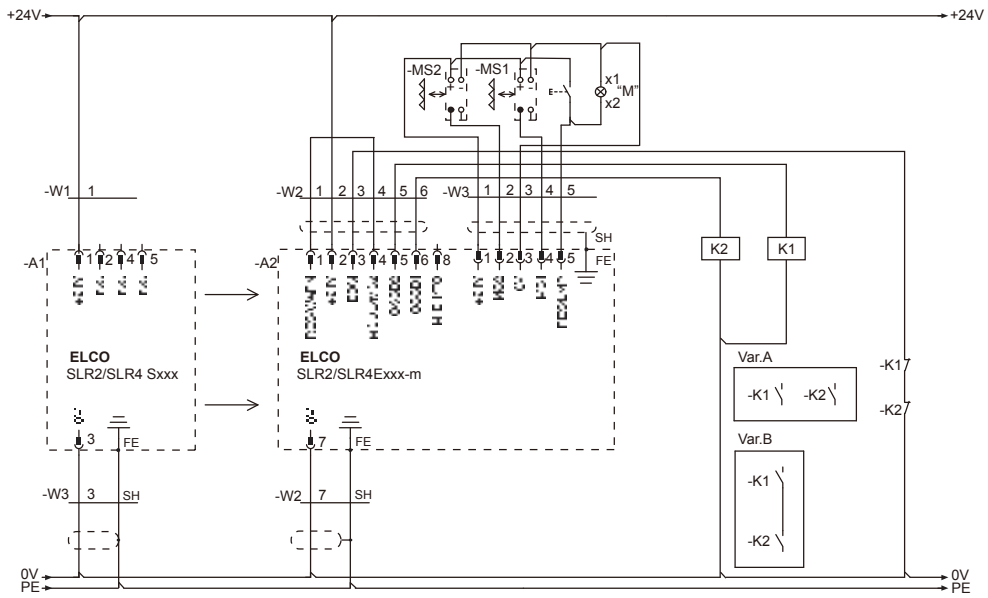 +24V
+24V
-MS2
-MS1
+ -
+ -
E
x1
"M"
x2
-W1 1
-W2 1 2 3 4 5 6
-W3 1 2 3 4 5
SH
FE
K2
K1
-A1
1 2 4 5
-A2
1 2 3 4 5 6 8
1 2 3 4 5
ELCO
SLR2/SLR4 Sxxx
ELCO
SLR2/SLR4Exxx-m
Var.A
-K1 -K2
-K1
-K2
Var.B
-K1
-K2
3
FE
7
FE
-W3 3 SH
-W2 7 SH
0V
0V
PE
PE